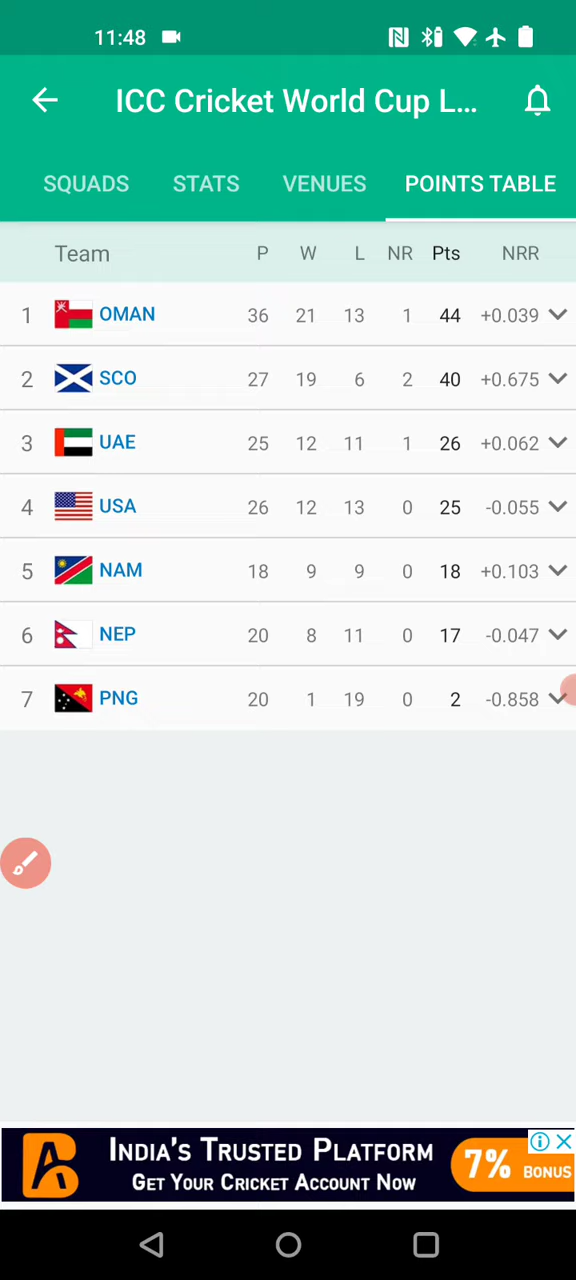 11:48
ICC Cricket World Cup L...
SQUADS STATS VENUES POINTS TABLE
Team P W L NR Pts NRR
1 OMAN 36 21 13 1 44 +0.039
2 SCO 27 19 6 2 40 +0.675
3 UAE 25 12 11 1 26 +0.062
4 USA 26 12 13 0 25 -0.055
5 NAM 18 9 9 0 18 +0.103
6 NEP 20 8 11 0 17 -0.047
7 PNG 20 1 19 0 2 -0.858
INDIA'S TRUSTED PLATFORM
GET YOUR CRICKET ACCOUNT NOW
7% BONUS